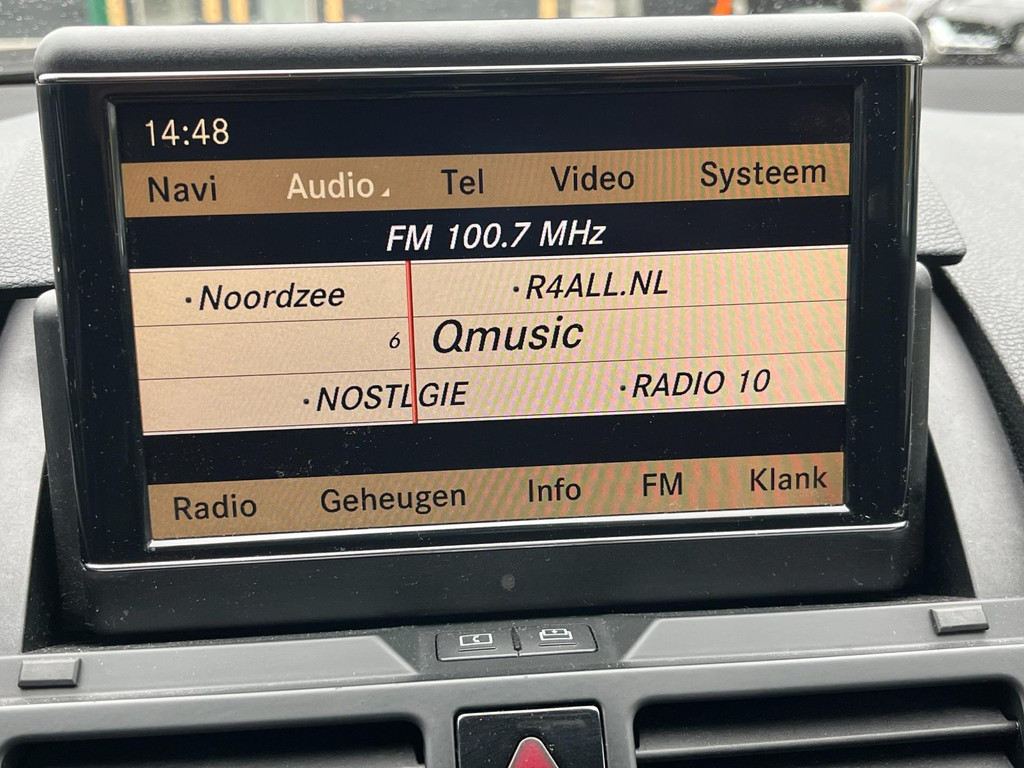 14:48
Navi Audio Tel Video Systeem
FM 100.7 MHz
·Noordzee ·R4ALL.NL
6 Qmusic
·NOSTLGIE ·RADIO 10
Radio Geheugen Info FM Klank